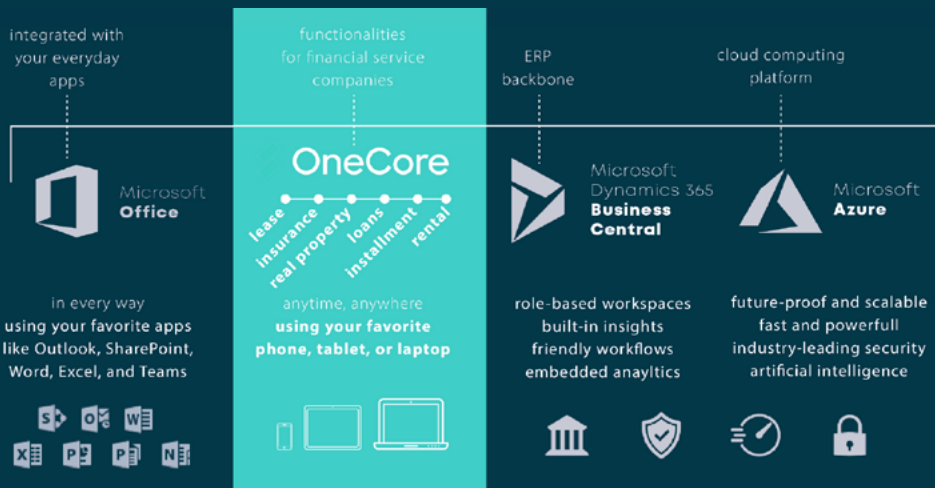 integrated with
your everyday
apps
Microsoft
Office
in every way
using your favorite apps
like Outlook, SharePoint,
Word, Excel, and Teams
S
O
W
X
P
P
N
functionalities
for financial service
companies
OneCore
lease
insurance
real property
loans
installment
rental
anytime, anywhere
using your favorite
phone, tablet, or laptop
ERP
backbone
Microsoft
Dynamics 365
Business
Central
role-based workspaces
built-in insights
friendly workflows
embedded anayltics
cloud computing
platform
Microsoft
Azure
future-proof and scalable
fast and powerfull
industry-leading security
artificial intelligence